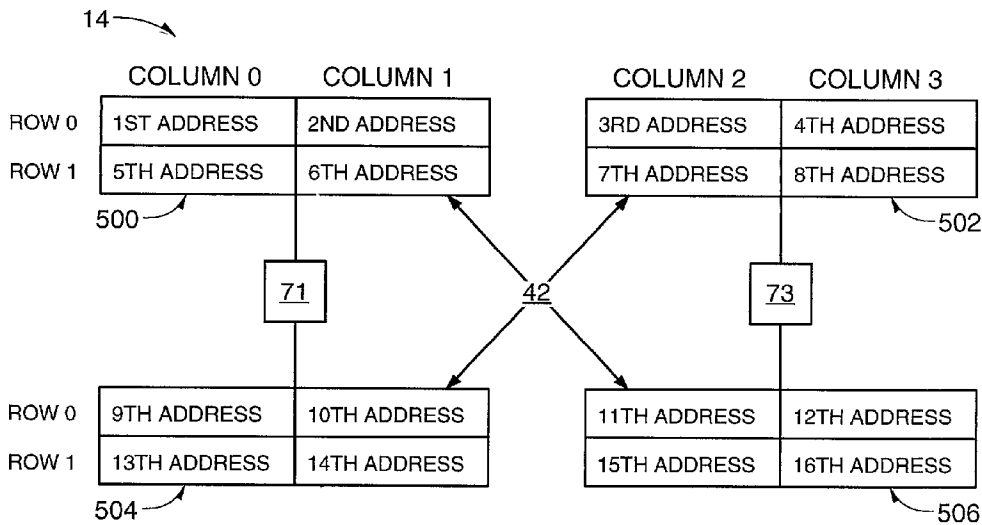 14
COLUMN 0 COLUMN 1 COLUMN 2 COLUMN 3
ROW 0 1ST ADDRESS 2ND ADDRESS 3RD ADDRESS 4TH ADDRESS
ROW 1 5TH ADDRESS 6TH ADDRESS 7TH ADDRESS 8TH ADDRESS
500 502
71 42 73
ROW 0 9TH ADDRESS 10TH ADDRESS 11TH ADDRESS 12TH ADDRESS
ROW 1 13TH ADDRESS 14TH ADDRESS 15TH ADDRESS 16TH ADDRESS
504 506